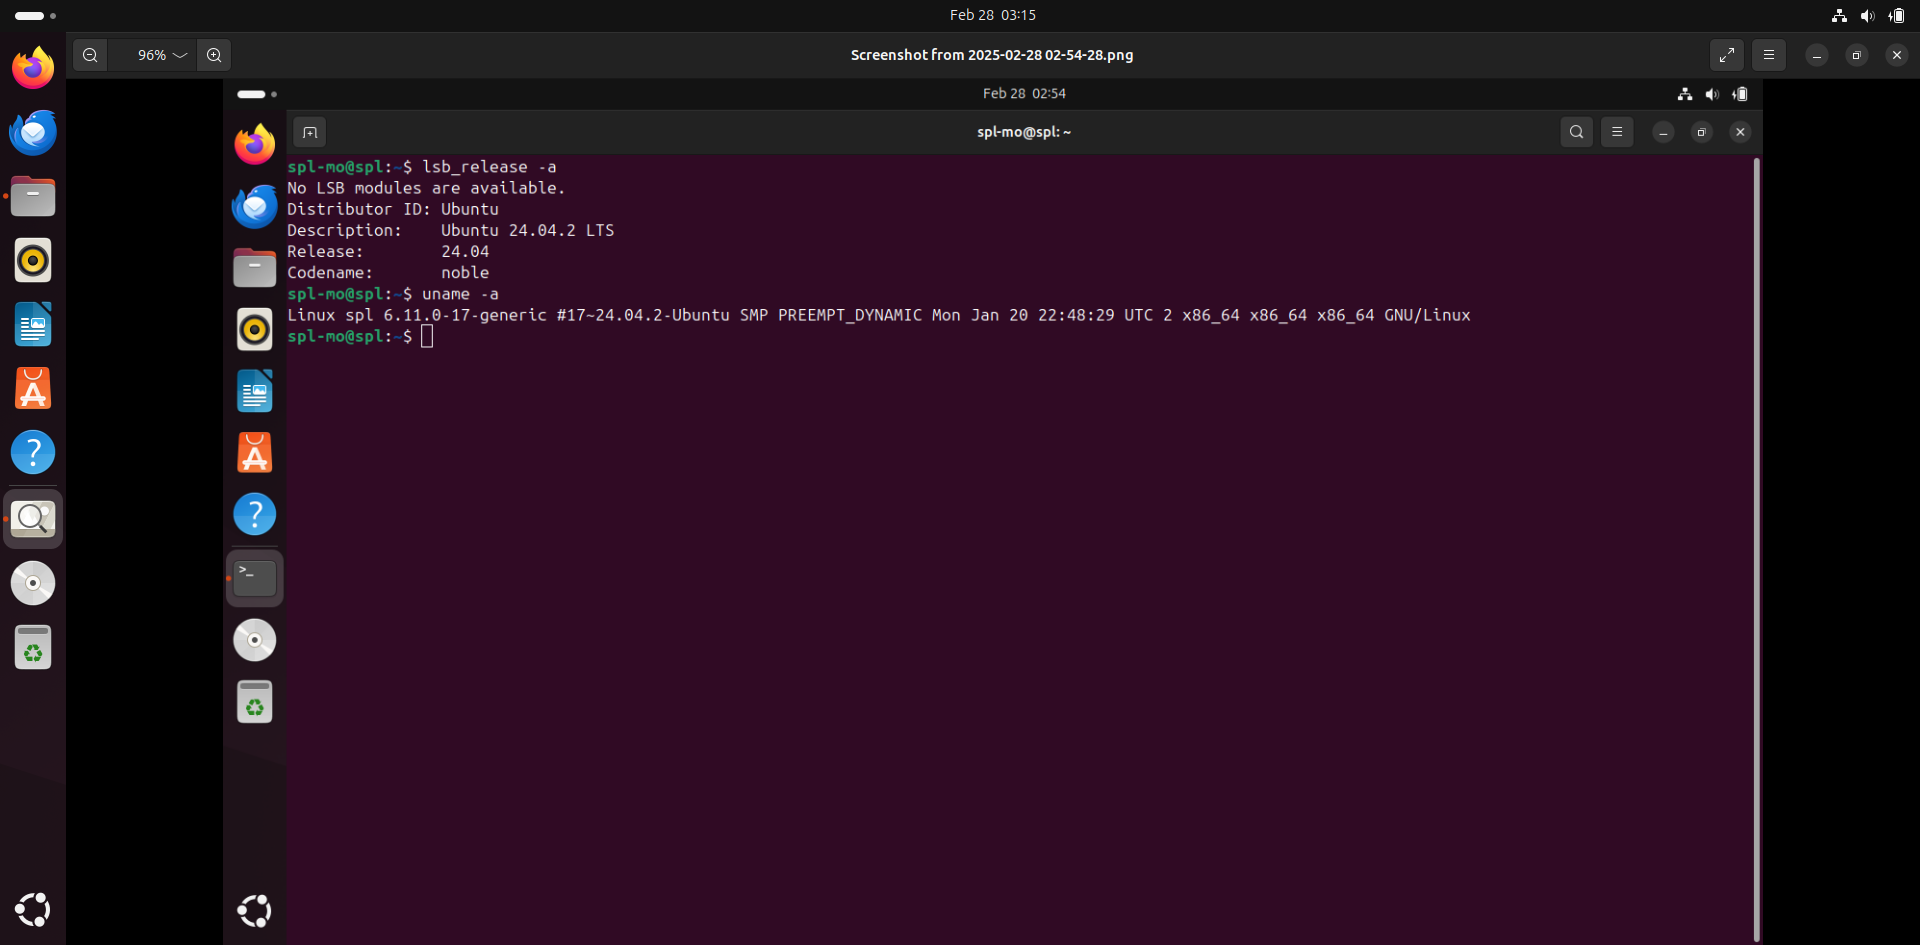 Feb 28 03:15
96%
Screenshot from 2025-02-28 02-54-28.png
Feb 28 02:54
spl-mo@spl: ~
spl-mo@spl:~$ lsb_release -a
No LSB modules are available.
Distributor ID: Ubuntu
Description:    Ubuntu 24.04.2 LTS
Release:        24.04
Codename:       noble
spl-mo@spl:~$ uname -a
Linux spl 6.11.0-17-generic #17~24.04.2-Ubuntu SMP PREEMPT_DYNAMIC Mon Jan 20 22:48:29 UTC 2 x86_64 x86_64 x86_64 GNU/Linux
spl-mo@spl:~$